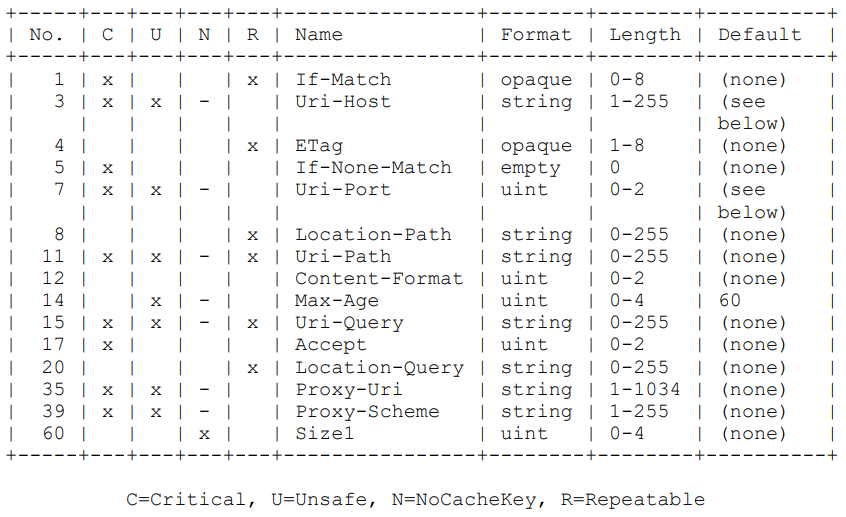 +-----+---+---+---+---+----------------+--------+--------+----------+
| No. | C | U | N | R | Name           | Format | Length | Default  |
+-----+---+---+---+---+----------------+--------+--------+----------+
|   1 | x |   |   | x | If-Match       | opaque | 0-8    | (none)   |
|   3 | x | x | - |   | Uri-Host       | string | 1-255  | (see     |
|     |   |   |   |   |                |        |        | below)   |
|   4 |   |   |   | x | ETag           | opaque | 1-8    | (none)   |
|   5 | x |   |   |   | If-None-Match  | empty  | 0      | (none)   |
|   7 | x | x | - |   | Uri-Port       | uint   | 0-2    | (see     |
|     |   |   |   |   |                |        |        | below)   |
|   8 |   |   |   | x | Location-Path  | string | 0-255  | (none)   |
|  11 | x | x | - | x | Uri-Path       | string | 0-255  | (none)   |
|  12 |   |   |   |   | Content-Format | uint   | 0-2    | (none)   |
|  14 |   | x | - |   | Max-Age        | uint   | 0-4    | 60       |
|  15 | x | x | - | x | Uri-Query      | string | 0-255  | (none)   |
|  17 | x |   |   |   | Accept         | uint   | 0-2    | (none)   |
|  20 |   |   |   | x | Location-Query | string | 0-255  | (none)   |
|  35 | x | x | - |   | Proxy-Uri      | string | 1-1034 | (none)   |
|  39 | x | x | - |   | Proxy-Scheme   | string | 1-255  | (none)   |
|  60 |   |   | x |   | Size1          | uint   | 0-4    | (none)   |
+-----+---+---+---+---+----------------+--------+--------+----------+
C=Critical, U=Unsafe, N=NoCacheKey, R=Repeatable